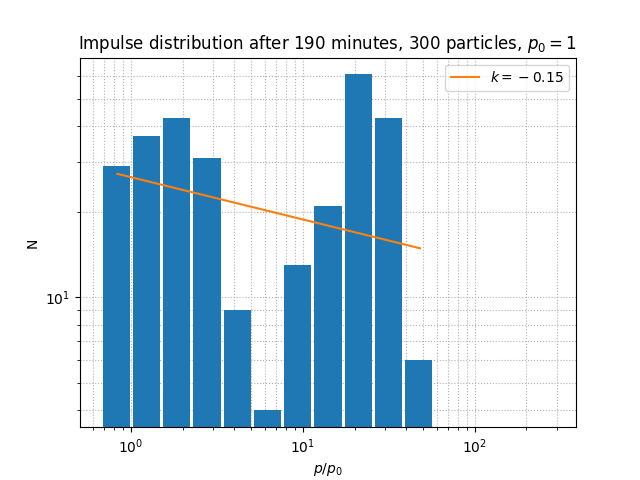 Impulse distribution after 190 minutes, 300 particles, $p_0 = 1$
$k = -0.15$
N
$10^1$
$10^0$ $10^1$ $10^2$
$p/p_0$